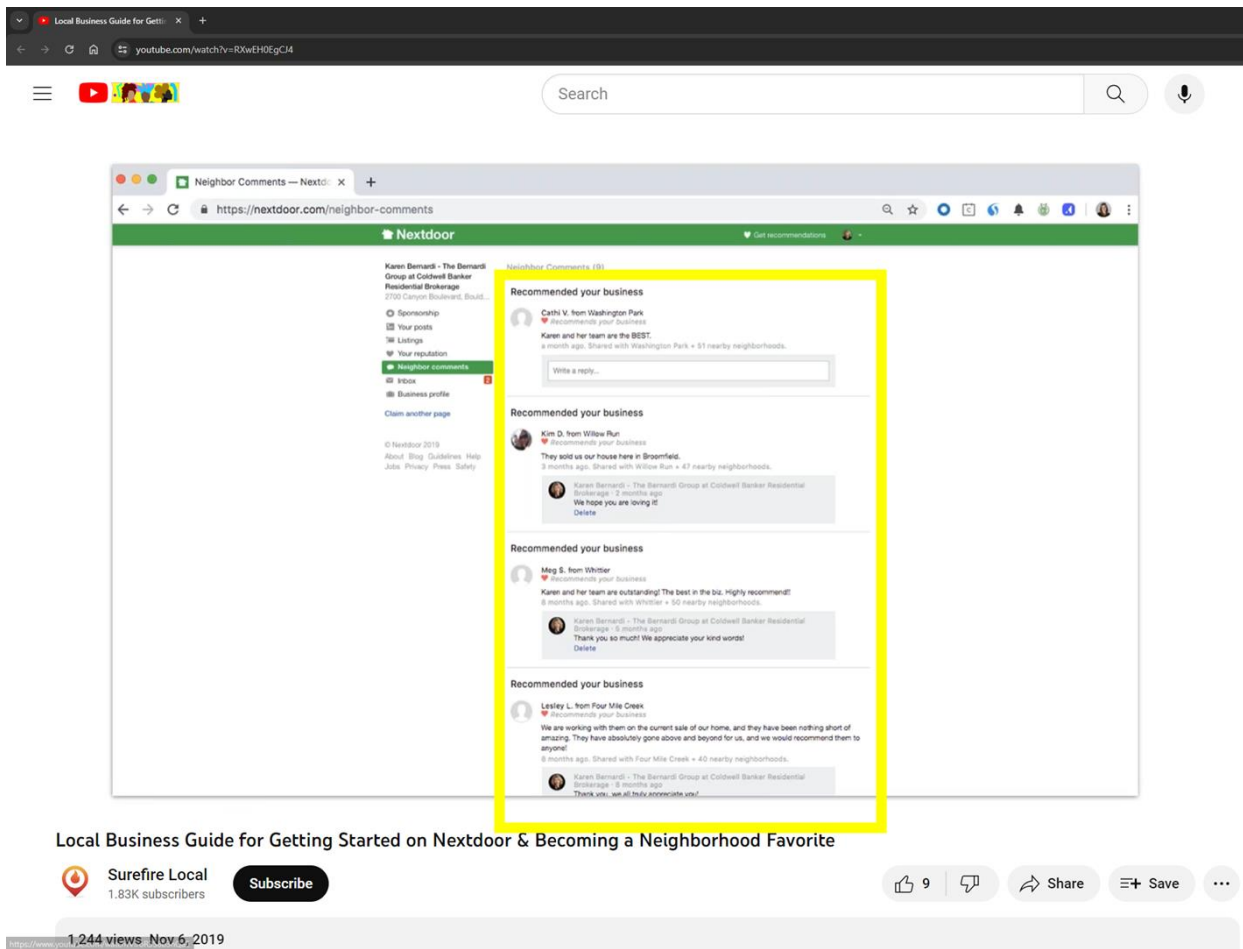 Local Business Guide for Gettin
youtube.com/watch?v=RXwEH0EgCJ4
Search
Neighbor Comments — Nextdo
https://nextdoor.com/neighbor-comments
Nextdoor
Get recommendations
Karen Bernardi - The Bernardi
Group at Coldwell Banker
Residential Brokerage
2700 Canyon Boulevard, Bould...
Sponsorship
Your posts
Listings
Your reputation
Neighbor comments
Inbox 2
Business profile
Claim another page
© Nextdoor 2019
About Blog Guidelines Help
Jobs Privacy Press Safety
Neighbor Comments (9)
Recommended your business
Cathi V. from Washington Park
Recommends your business
Karen and her team are the BEST.
a month ago. Shared with Washington Park + 51 nearby neighborhoods.
Write a reply...
Recommended your business
Kim D. from Willow Run
Recommends your business
They sold us our house here in Broomfield.
3 months ago. Shared with Willow Run + 47 nearby neighborhoods.
Karen Bernardi - The Bernardi Group at Coldwell Banker Residential
Brokerage · 2 months ago
We hope you are loving it!
Delete
Recommended your business
Meg S. from Whittier
Recommends your business
Karen and her team are outstanding! The best in the biz. Highly recommend!!
6 months ago. Shared with Whittier + 50 nearby neighborhoods.
Karen Bernardi - The Bernardi Group at Coldwell Banker Residential
Brokerage · 5 months ago
Thank you so much! We appreciate your kind words!
Delete
Recommended your business
Lesley L. from Four Mile Creek
Recommends your business
We are working with them on the current sale of our home, and they have been nothing short of
amazing. They have absolutely gone above and beyond for us, and we would recommend them to
anyone!
months ago. Shared with Four Mile Creek + 40 nearby neighborhoods.
Karen Bernardi - The Bernardi Group at Coldwell Banker Residential
Brokerage · months ago
Thank you, we all truly appreciate you!
Local Business Guide for Getting Started on Nextdoor & Becoming a Neighborhood Favorite
Surefire Local
1.83K subscribers
Subscribe
9
Share
Save
1,244 views Nov 6, 2019